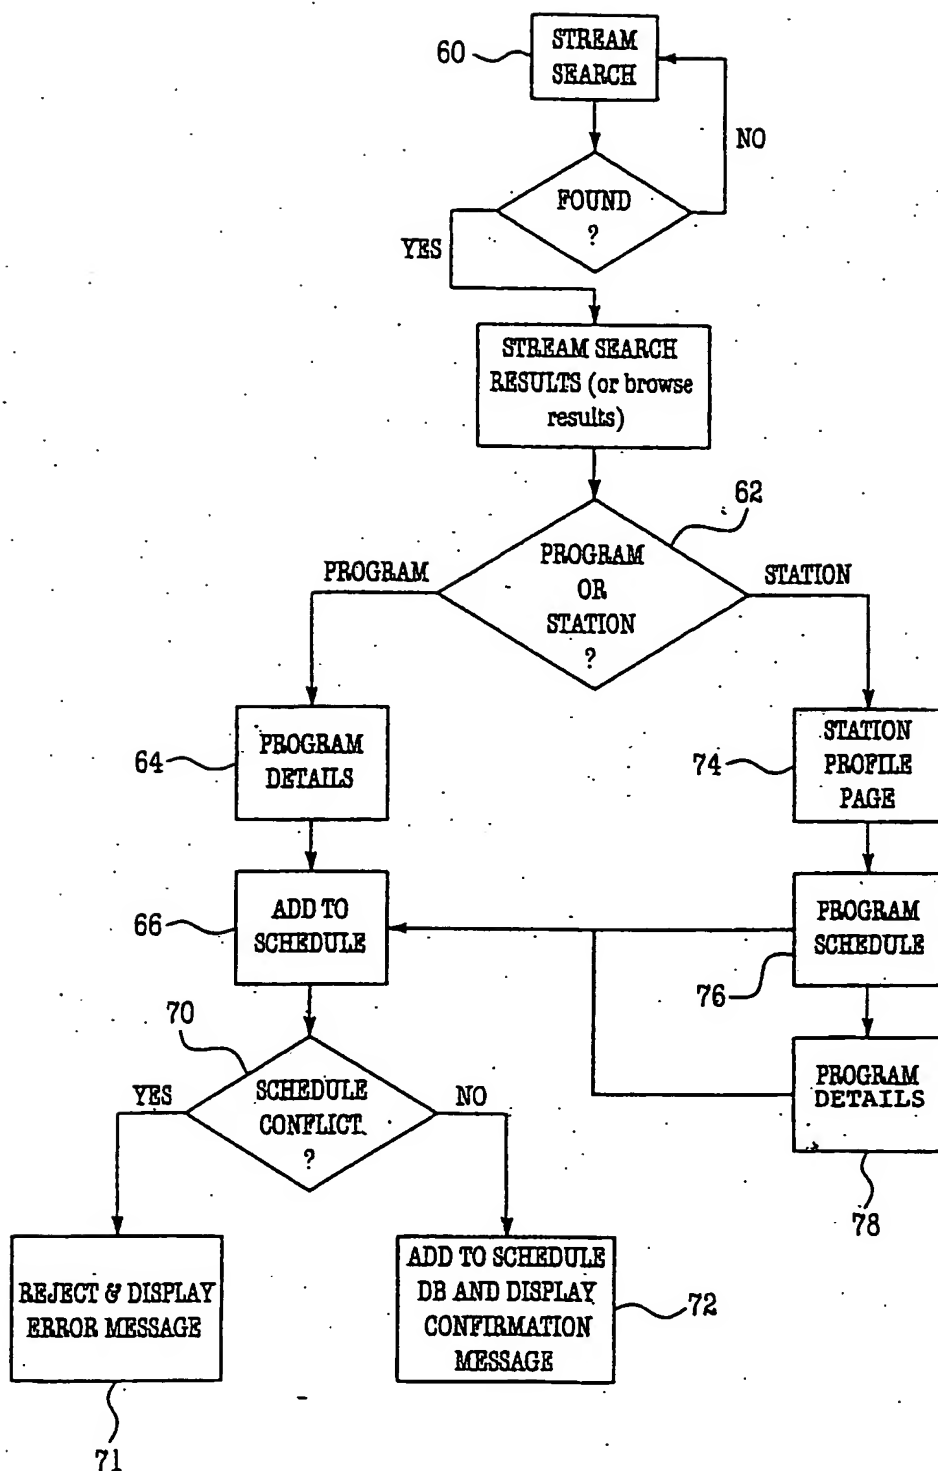 60
STREAM
SEARCH
NO
FOUND
?
YES
STREAM SEARCH
RESULTS (or browse
results)
62
PROGRAM
OR
STATION
?
PROGRAM
STATION
64
PROGRAM
DETAILS
74
STATION
PROFILE
PAGE
66
ADD TO
SCHEDULE
PROGRAM
SCHEDULE
76
70
SCHEDULE
CONFLICT
?
YES
NO
PROGRAM
DETAILS
78
REJECT & DISPLAY
ERROR MESSAGE
71
ADD TO SCHEDULE
DB AND DISPLAY
CONFIRMATION
MESSAGE
72